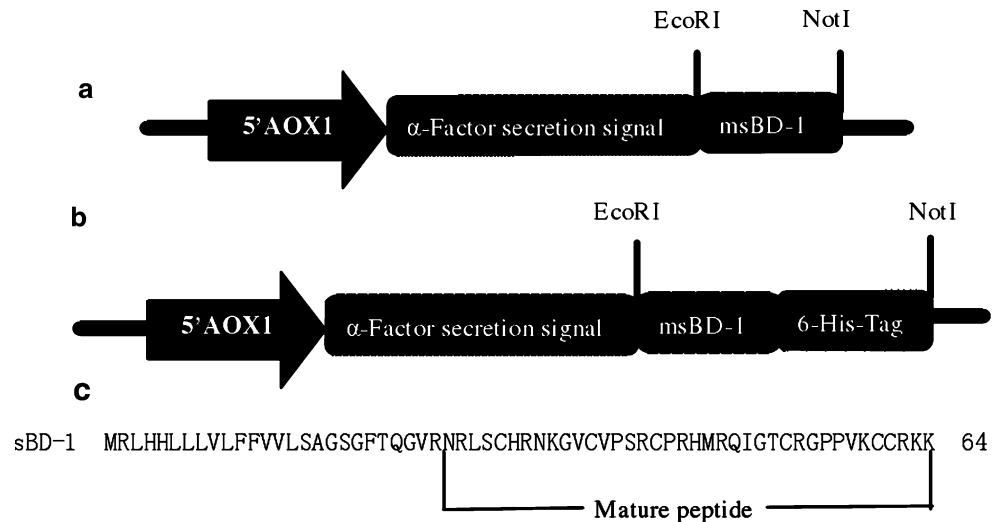 EcoRI NotI
a
5'AOX1 α-Factor secretion signal msBD-1
b
EcoRI NotI
5'AOX1 α-Factor secretion signal msBD-1 6-His-Tag
c
sBD-1 MRLHHLLLVLFFVVLSAGSGFTQGVRNRLSCHRNKGVCVPSRCPRHMRQIGTCRGPPVKCCRKK 64
Mature peptide